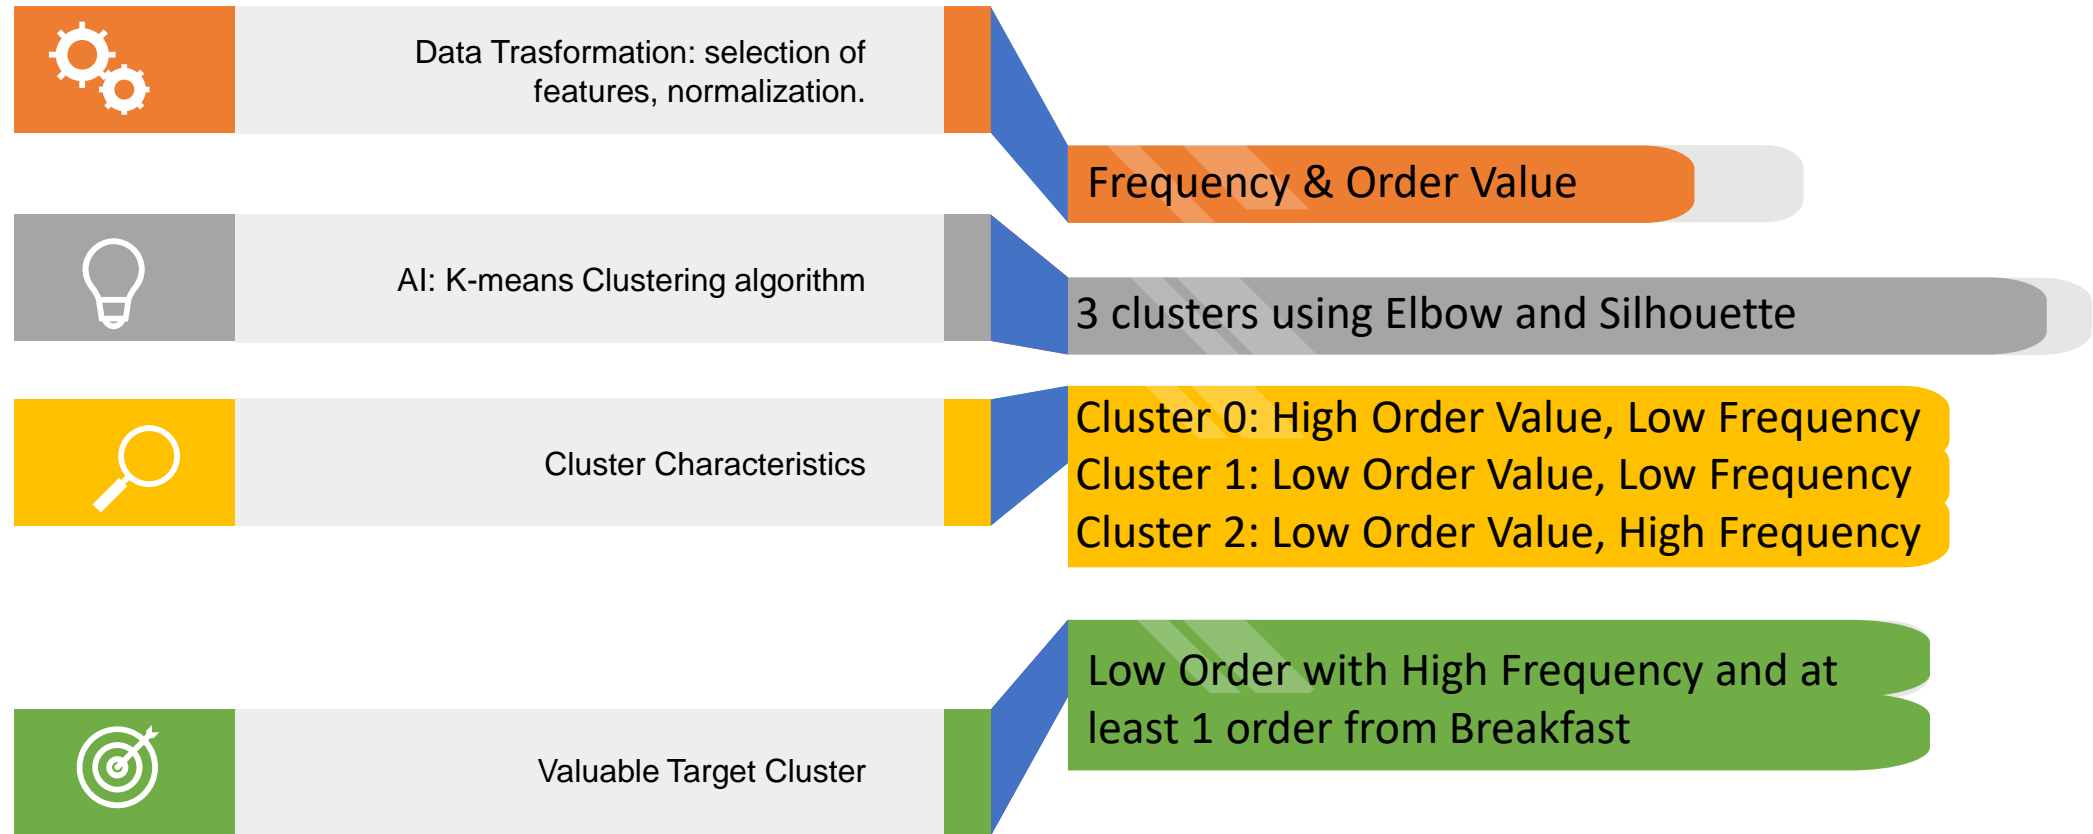 Data Trasformation: selection of
features, normalization.
Frequency & Order Value
AI: K-means Clustering algorithm
3 clusters using Elbow and Silhouette
Cluster Characteristics
Cluster 0: High Order Value, Low Frequency
Cluster 1: Low Order Value, Low Frequency
Cluster 2: Low Order Value, High Frequency
Valuable Target Cluster
Low Order with High Frequency and at
least 1 order from Breakfast